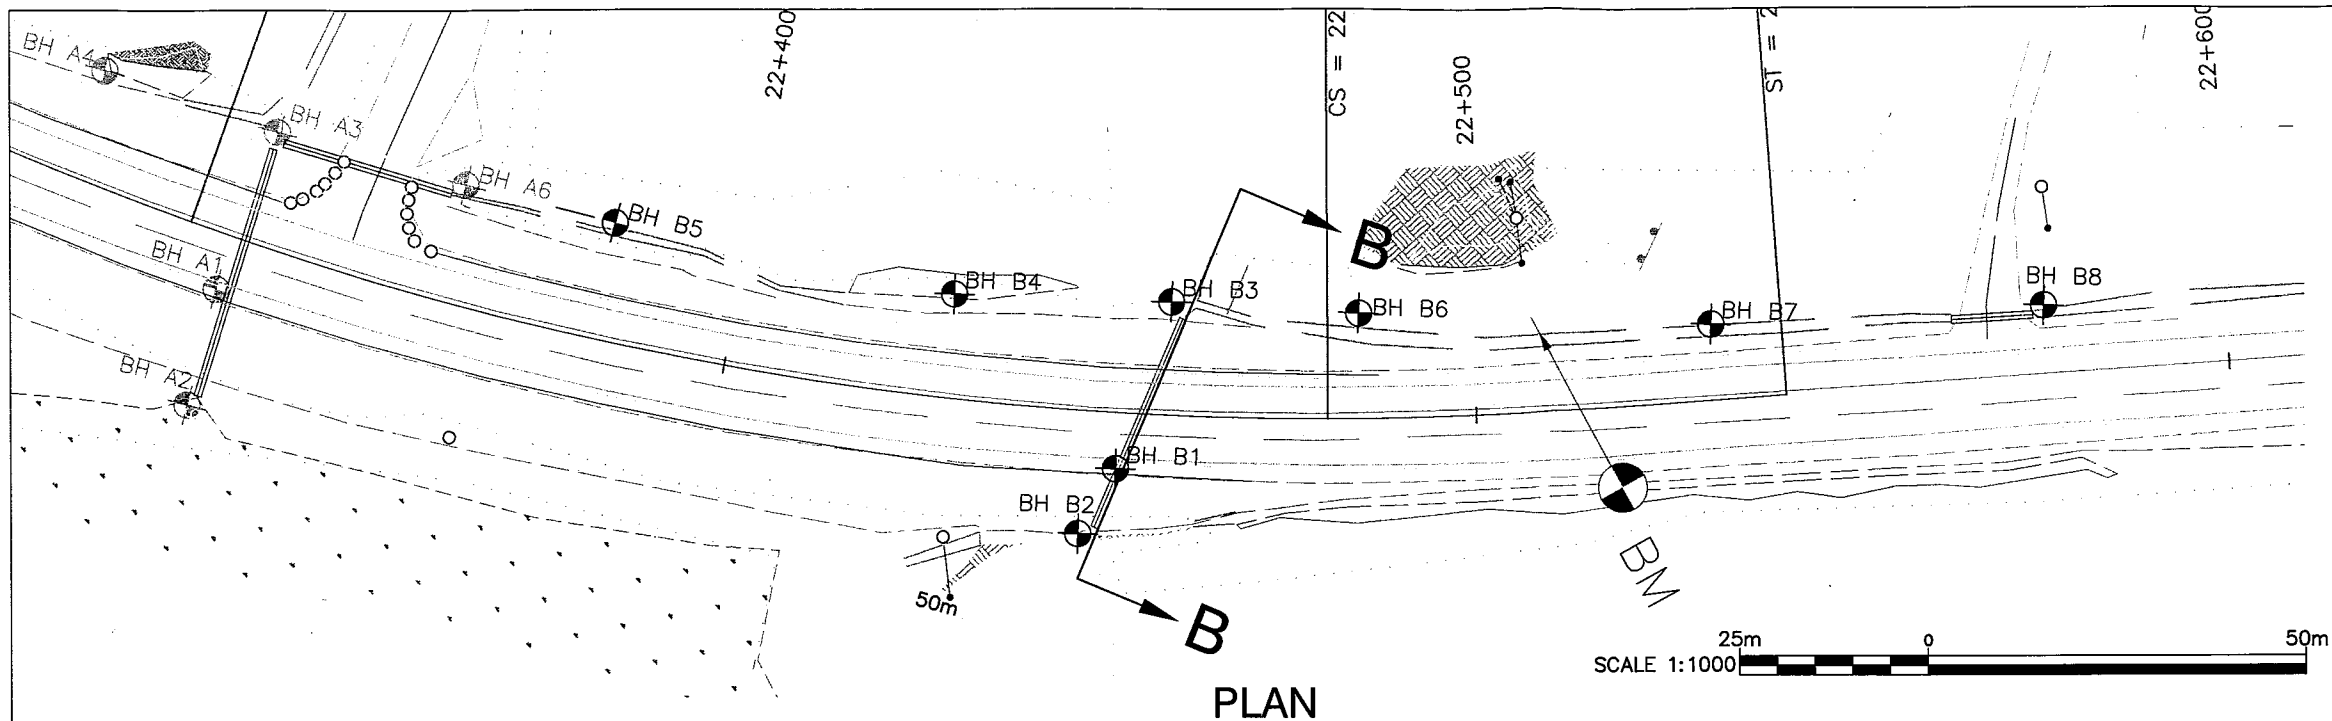 BH A4
22+400
CS = 22
ST = 2
22+600
22+500
BH A3
BH A6
BH B5
B
BH A1
BH B4
BH B3
BH B6
BH B7
BH B8
BH A2
BH B1
BH B2
BM
50m
B
25m 0 50m
SCALE 1:1000
PLAN